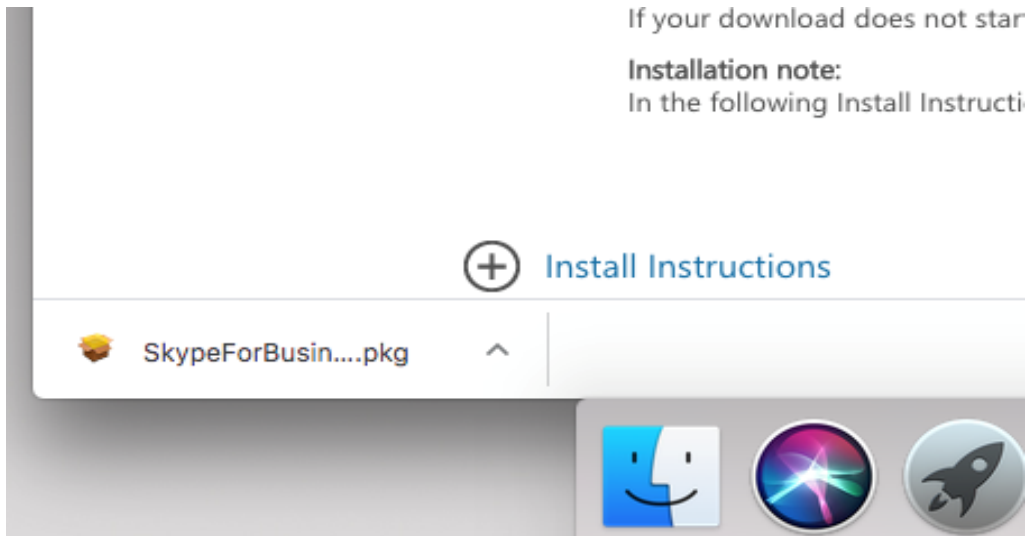 If your download does not star
Installation note:
In the following Install Instructi
Install Instructions
SkypeForBusin....pkg